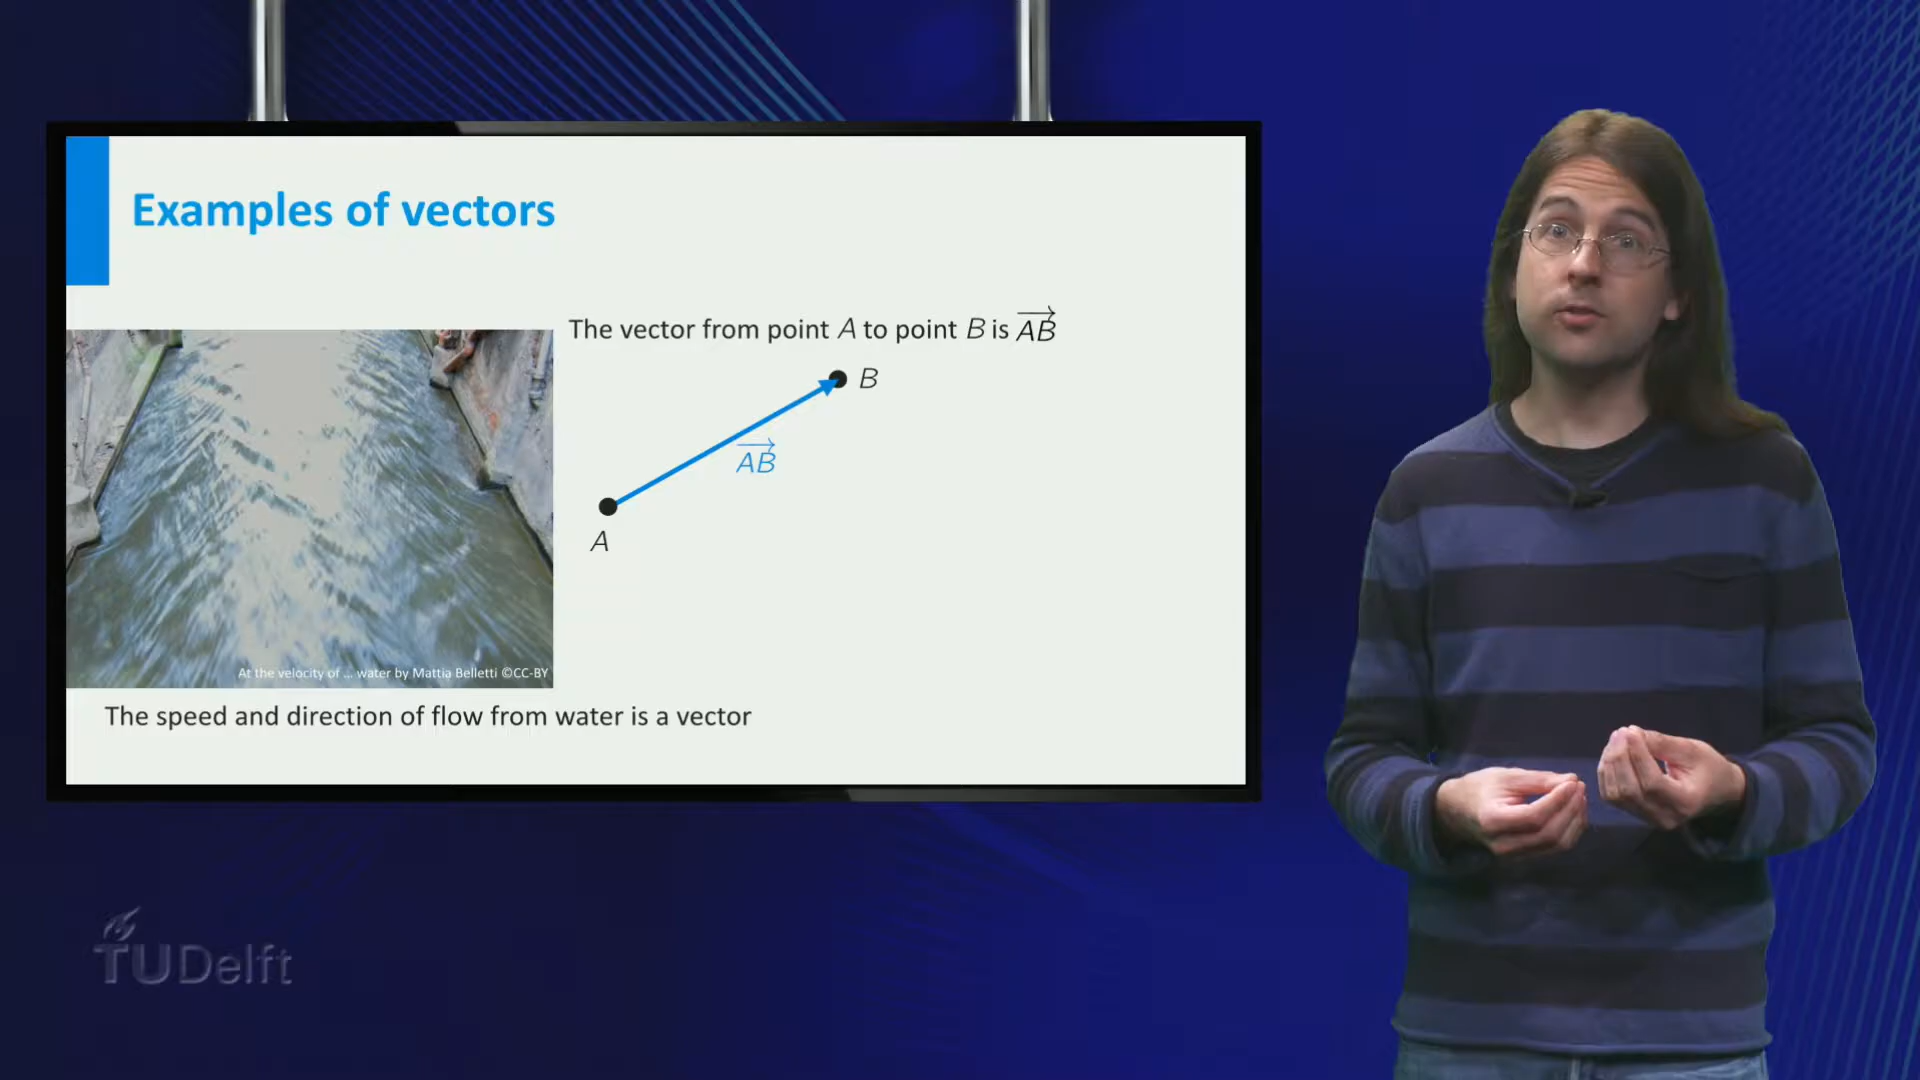 Examples of vectors
The vector from point A to point B is \overrightarrow{AB}
B
\overrightarrow{AB}
A
At the velocity of ... water by Mattia Belletti ©CC-BY
The speed and direction of flow from water is a vector
TUDelft